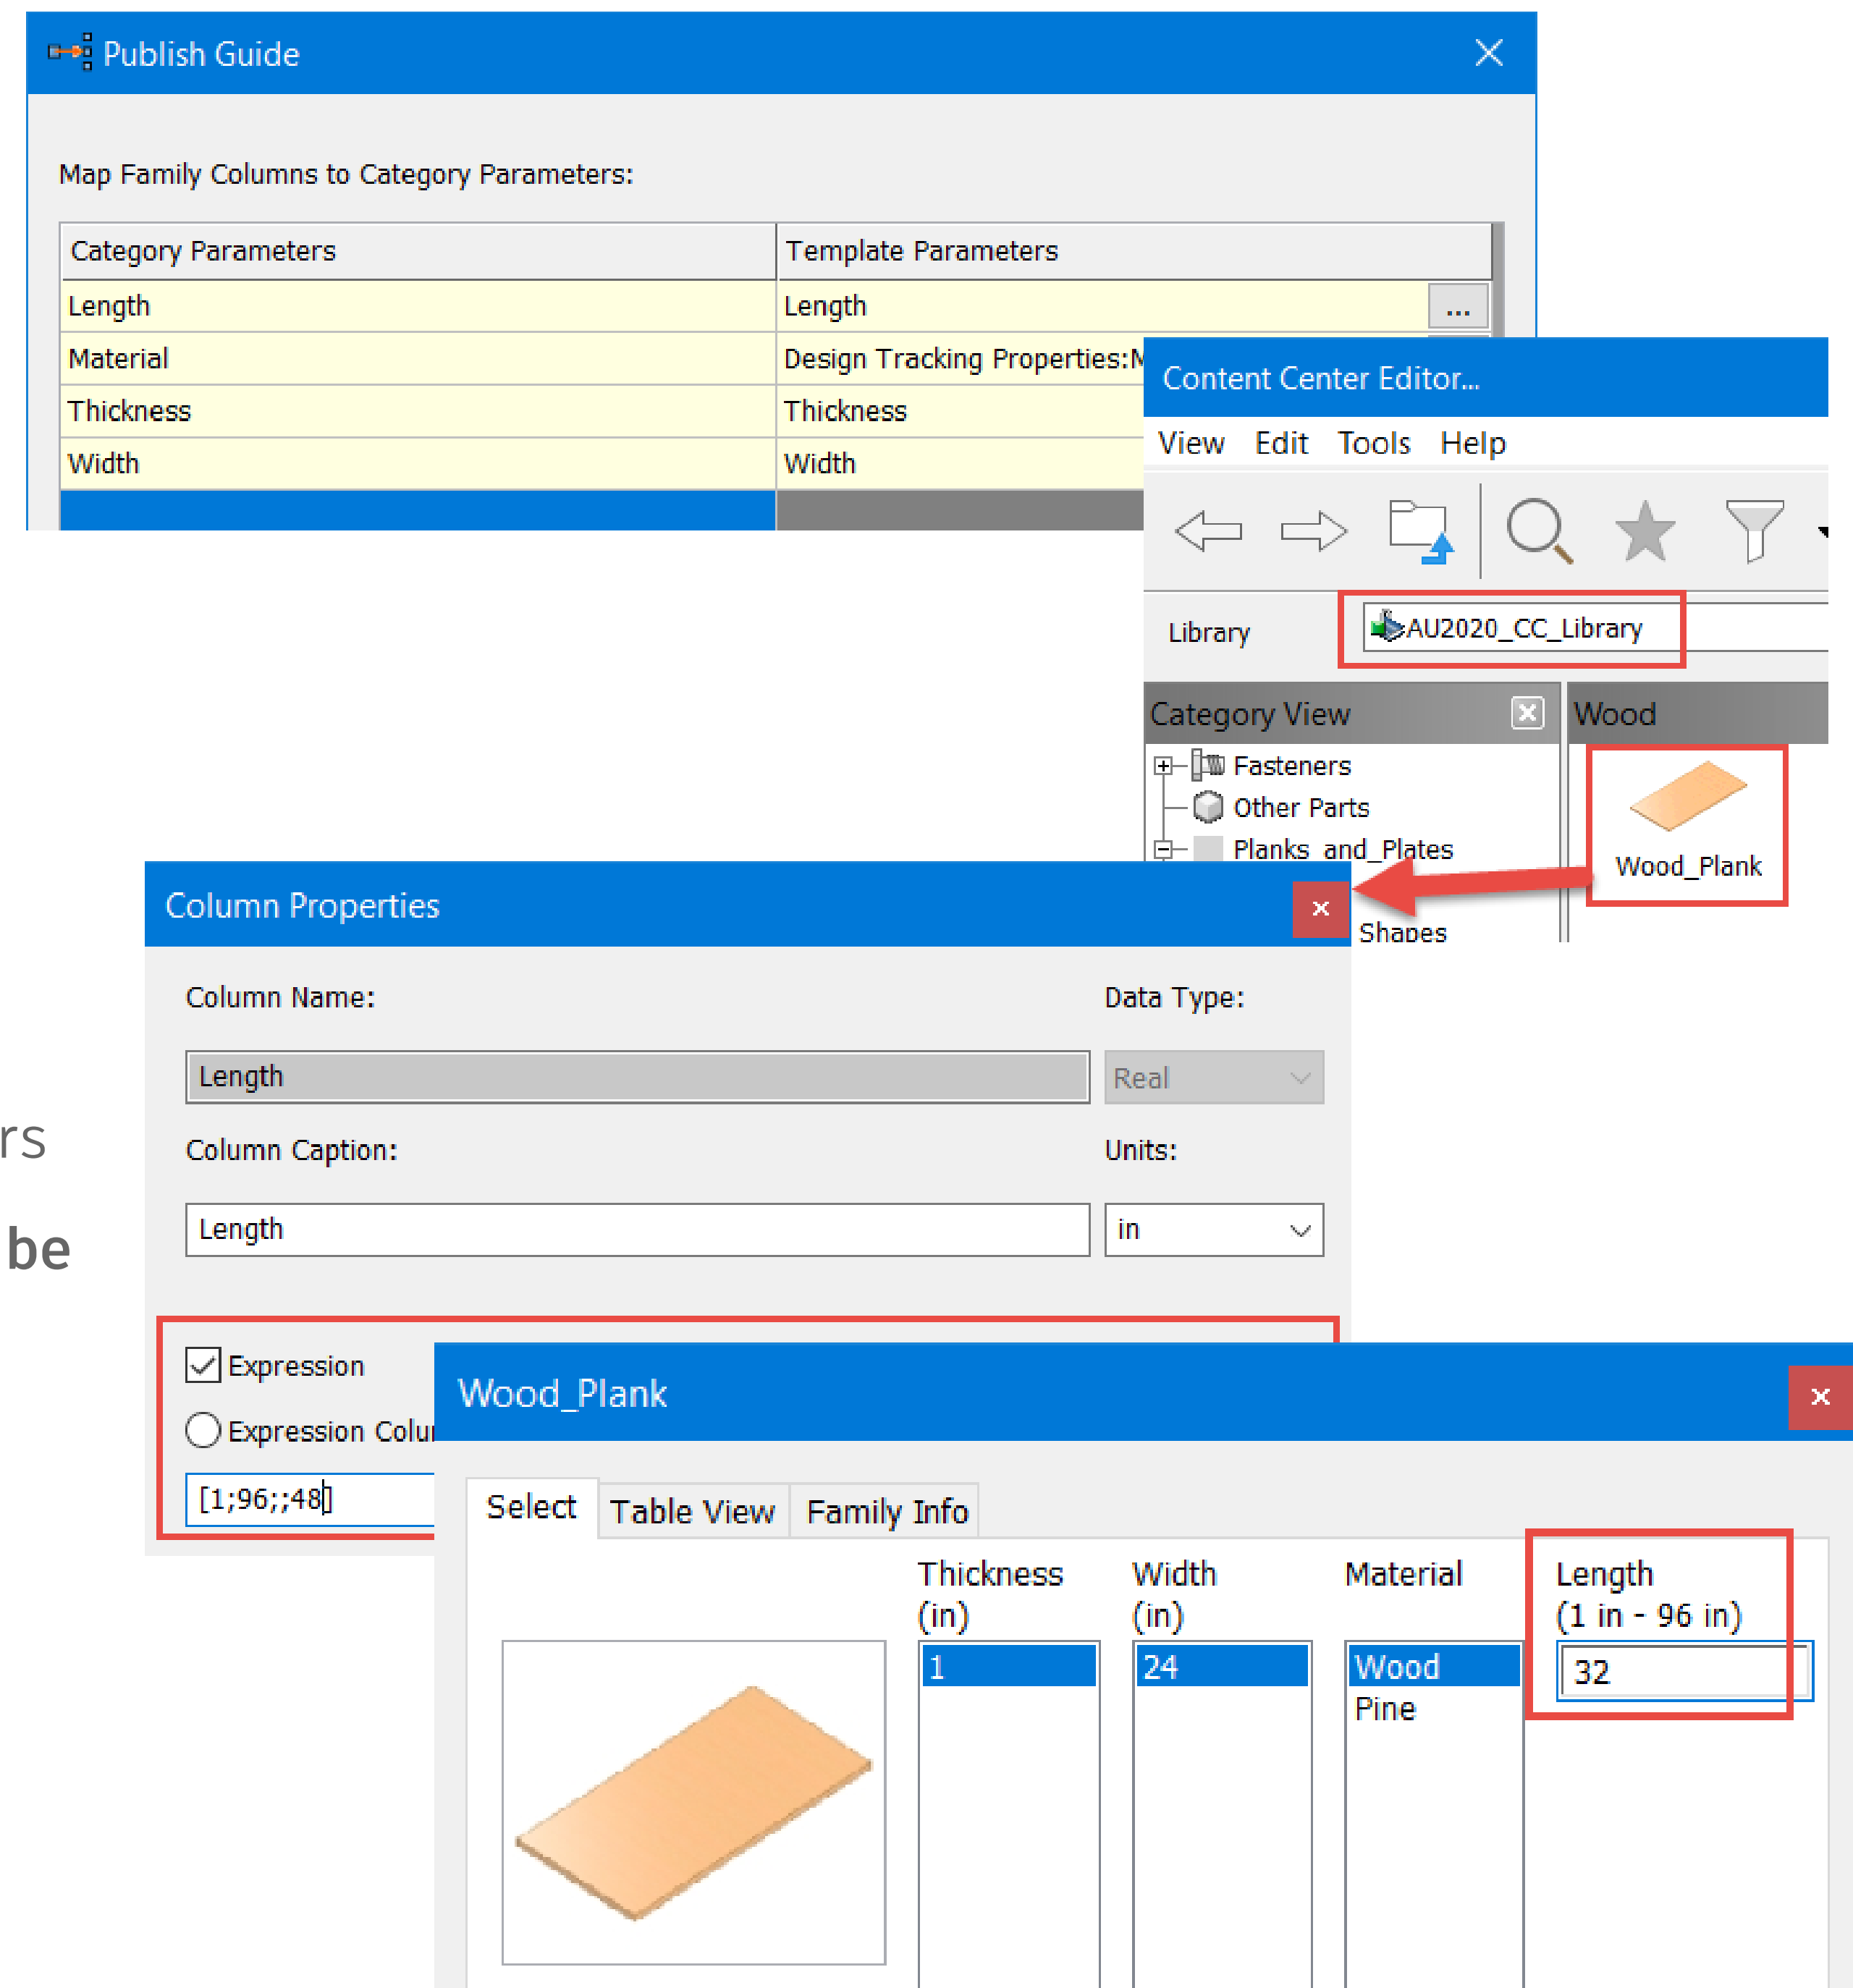 Publish Guide
Map Family Columns to Category Parameters:
Category Parameters Template Parameters
Length Length ...
Material Design Tracking Properties:M
Thickness Thickness
Width Width
Content Center Editor...
View Edit Tools Help
Library AU2020_CC_Library
Category View Wood
Fasteners
Other Parts
Planks_and_Plates
Wood_Plank
Shapes
Column Properties
Column Name: Data Type:
Length Real
rs
Column Caption: Units:
Length in
be
Expression
Expression Colu
[1;96;;48]
Wood_Plank
Select Table View Family Info
Thickness Width Material Length
(in) (in) (1 in - 96 in)
1 24 Wood 32
Pine